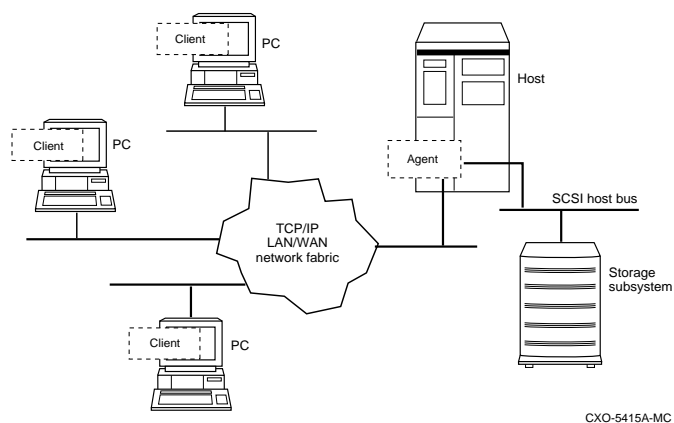 Client
PC
Host
Client
PC
Agent
SCSI host bus
TCP/IP
LAN/WAN
network fabric
Storage
subsystem
Client
PC
CXO-5415A-MC